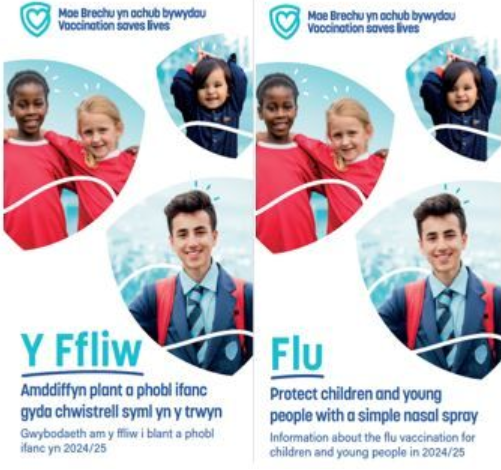 Mae Brechu yn achub bywydau
Vaccination saves lives
Y Ffliw
Amddiffyn plant a phobl ifanc
gyda chwistrell syml yn y trwyn
Gwybodaeth am y ffliw i blant a phobl
ifanc yn 2024/25
Mae Brechu yn achub bywydau
Vaccination saves lives
Flu
Protect children and young
people with a simple nasal spray
Information about the flu vaccination for
children and young people in 2024/25